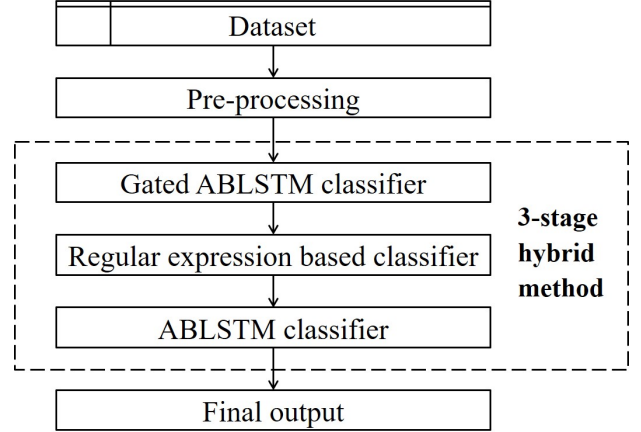 Dataset
Pre-processing
Gated ABLSTM classifier
Regular expression based classifier
ABLSTM classifier
3-stage
hybrid
method
Final output